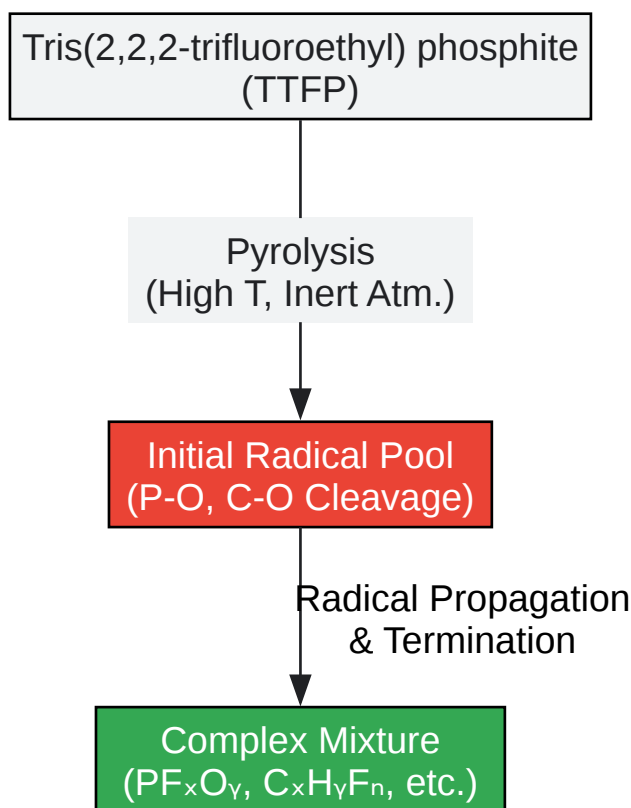 Tris(2,2,2-trifluoroethyl) phosphite
(TTFP)
Pyrolysis
(High T, Inert Atm.)
Initial Radical Pool
(P-O, C-O Cleavage)
Radical Propagation
& Termination
Complex Mixture
(PFₓOᵧ, CₓHᵧFₙ, etc.)